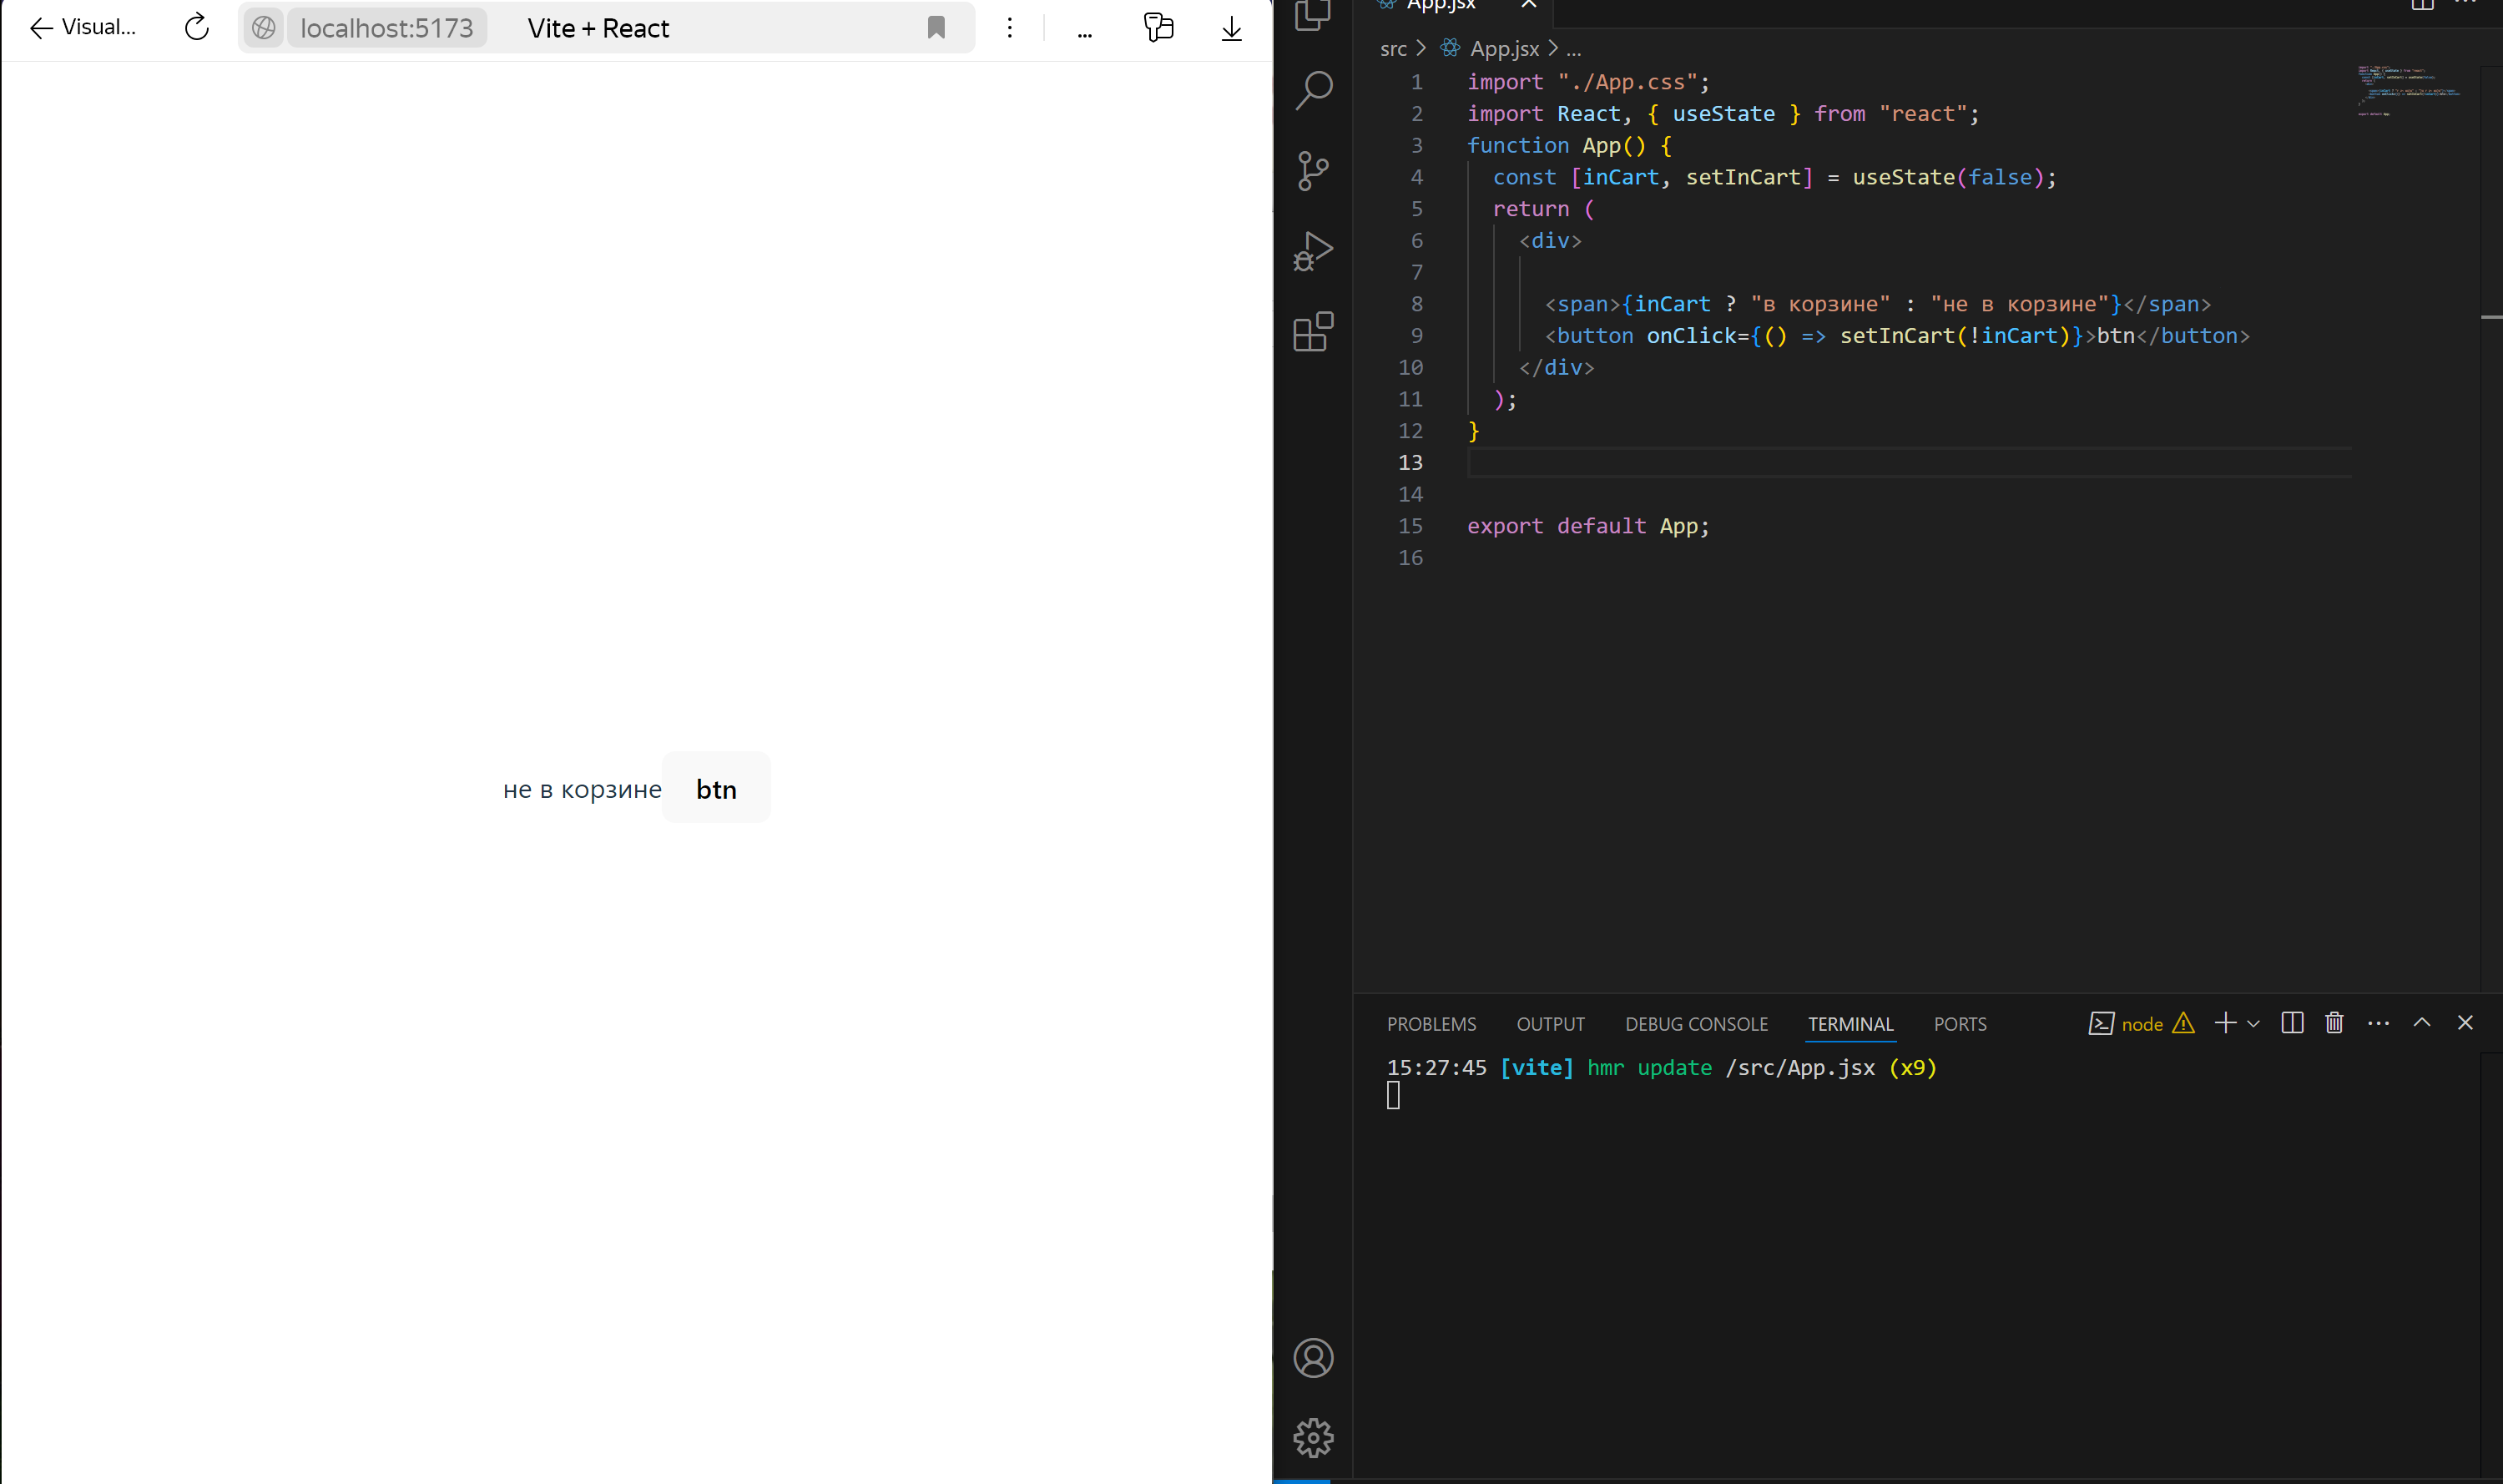 Visual...
localhost:5173
Vite + React
...
не в корзине
btn
App.jsx
src > App.jsx > ...
1 import "./App.css";
2 import React, { useState } from "react";
3 function App() {
4 const [inCart, setInCart] = useState(false);
5 return (
6 <div>
7
8 <span>{inCart ? "в корзине" : "не в корзине"}</span>
9 <button onClick={() => setInCart(!inCart)}>btn</button>
10 </div>
11 );
12 }
13
14
15 export default App;
16
PROBLEMS OUTPUT DEBUG CONSOLE TERMINAL PORTS node
15:27:45 [vite] hmr update /src/App.jsx (x9)